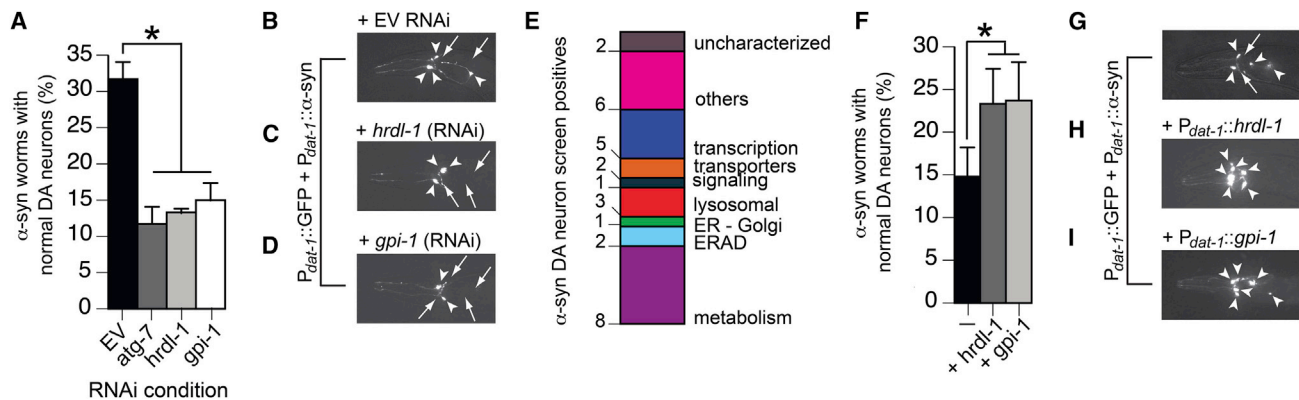 A
α-syn worms with
normal DA neurons (%)
35
30
25
20
15
10
5
0
*
EV
atg-7
hrdl-1
gpi-1
RNAi condition
B
+ EV RNAi
C
+ hrdl-1 (RNAi)
D
+ gpi-1 (RNAi)
Pdat-1::GFP + Pdat-1::α-syn
E
α-syn DA neuron screen positives
2 uncharacterized
6 others
5 transcription
2 transporters
1 signaling
3 lysosomal
1 ER - Golgi
2 ERAD
8 metabolism
F
α-syn worms with
normal DA neurons (%)
30
25
20
15
10
5
0
*
–
+ hrdl-1
+ gpi-1
G
H
+ Pdat-1::hrdl-1
I
+ Pdat-1::gpi-1
Pdat-1::GFP + Pdat-1::α-syn